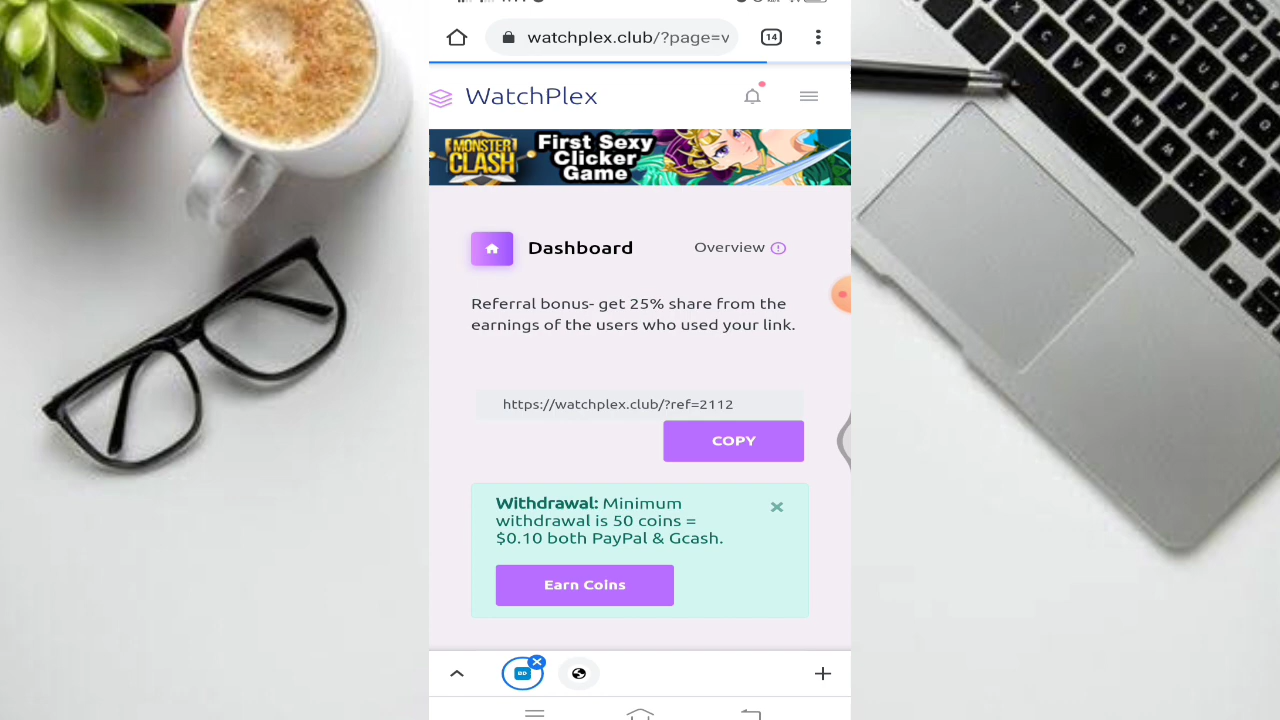 watchplex.club/?page=v
14
WatchPlex
MONSTER
CLASH
First Sexy
Clicker
Game
Dashboard
Overview
Referral bonus- get 25% share from the
earnings of the users who used your link.
https://watchplex.club/?ref=2112
COPY
Withdrawal: Minimum
withdrawal is 50 coins =
$0.10 both PayPal & Gcash.
Earn Coins